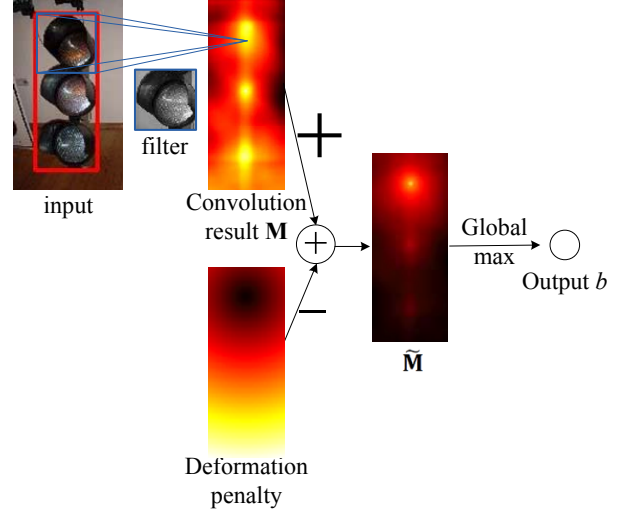 input
filter
Convolution
result M
+
+
−
Deformation
penalty
M̃
Global
max
Output b